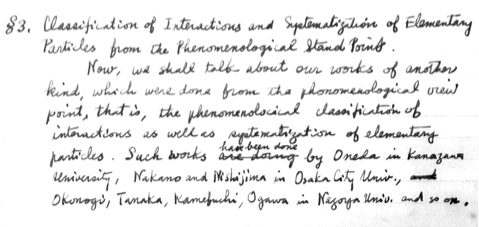 §3. Classification of Interactions and Systematization of Elementary
Particles from the Phenomenological Stand Point.
Now, we shall talk about our works of another
kind, which were done from the phonomenological view
point, that is, the phenomenolocical classification of
interactions as well as systematization of elementary
particles. Such works are doing have been done by Oneda in Kanazawa
University, Nakano and Nishijima in Osaka City Univ., and
Okonogi, Tanaka, Kamefuchi, Ogawa in Nagoya Univ. and so on.